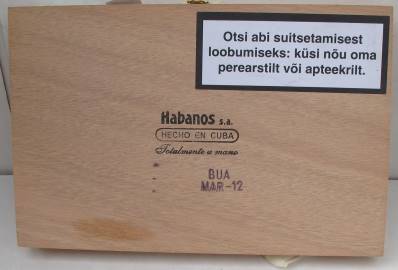 Otsi abi suitsetamisest
loobumiseks: küsi nõu oma
perearstilt või apteekrilt.
Habanos s.a.
HECHO EN CUBA
Totalmente a mano
BUA
MAR-12